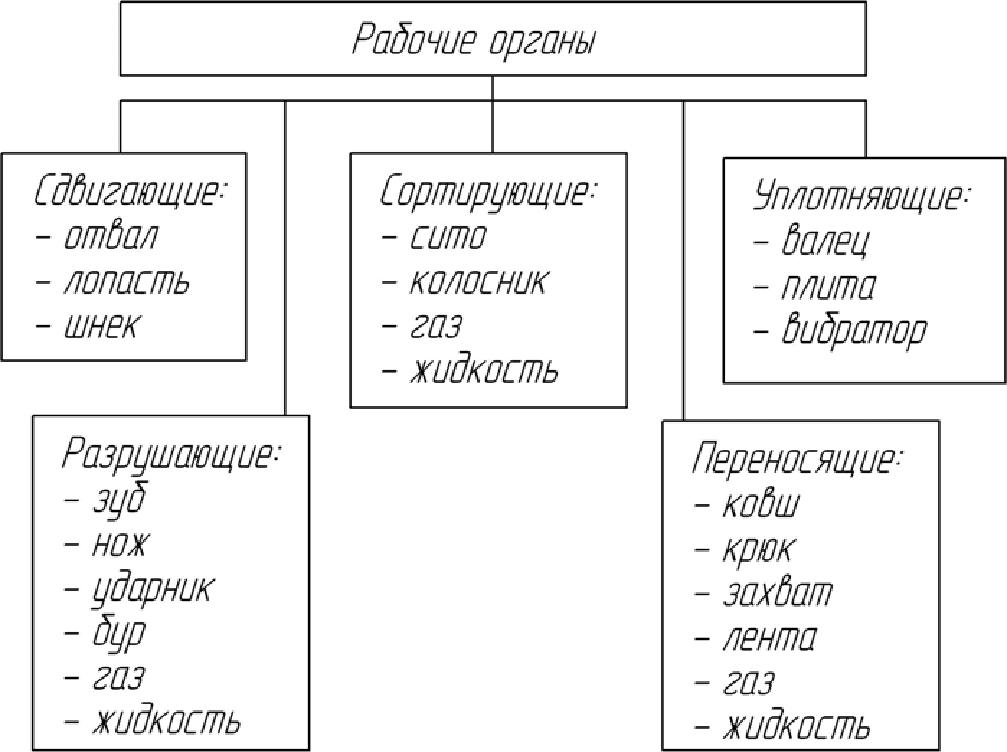 Рабочие органы
Сдвигающие:
– отвал
– лопасть
– шнек
Сортирующие:
– сито
– колосник
– газ
– жидкость
Уплотняющие:
– валец
– плита
– вибратор
Разрушающие:
– зуб
– нож
– ударник
– бур
– газ
– жидкость
Переносящие:
– ковш
– крюк
– захват
– лента
– газ
– жидкость